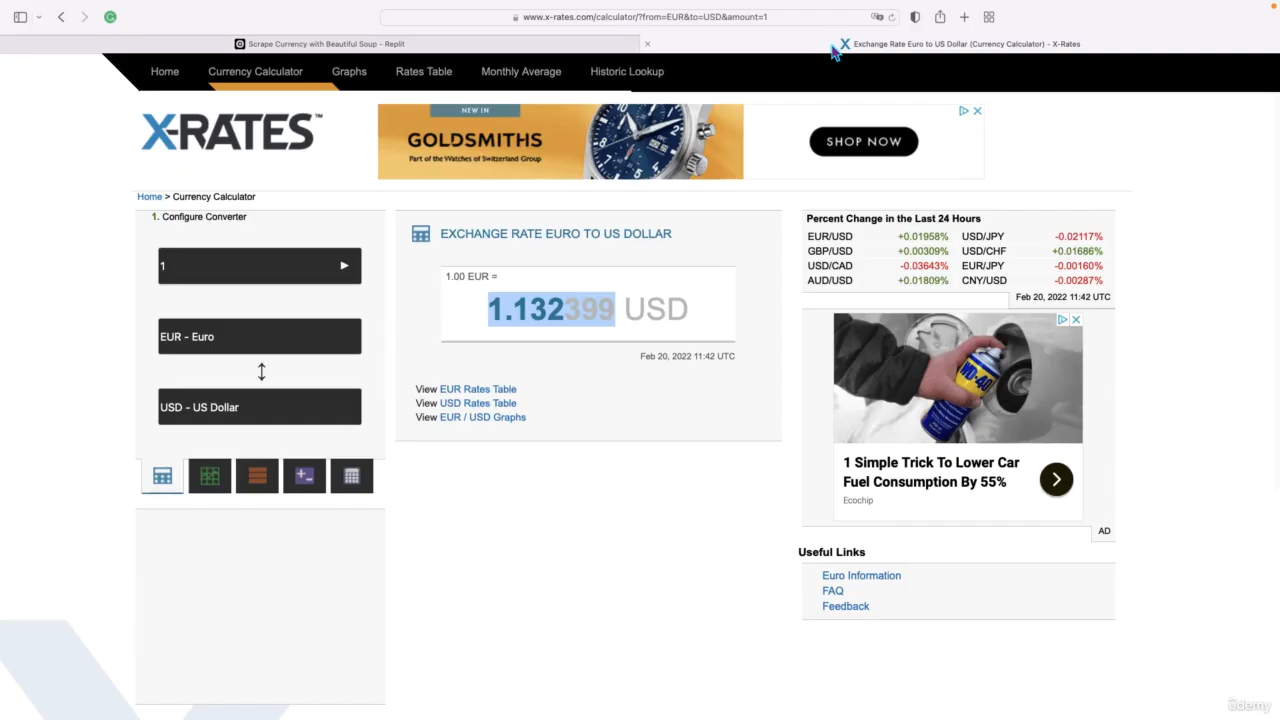 www.x-rates.com/calculator/?from=EUR&to=USD&amount=1
Scrape Currency with Beautiful Soup - Replit
Exchange Rate Euro to US Dollar (Currency Calculator) - X-Rates
Home
Currency Calculator
Graphs
Rates Table
Monthly Average
Historic Lookup
X-RATES™
NEW IN
GOLDSMITHS
Part of the Watches of Switzerland Group
SHOP NOW
Home > Currency Calculator
1. Configure Converter
1
EUR - Euro
USD - US Dollar
EXCHANGE RATE EURO TO US DOLLAR
1.00 EUR =
1.132399 USD
Feb 20, 2022 11:42 UTC
View EUR Rates Table
View USD Rates Table
View EUR / USD Graphs
Percent Change in the Last 24 Hours
EUR/USD +0.01958% USD/JPY -0.02117%
GBP/USD +0.00309% USD/CHF +0.01686%
USD/CAD -0.03643% EUR/JPY -0.00160%
AUD/USD +0.01809% CNY/USD -0.00287%
Feb 20, 2022 11:42 UTC
WD-40
1 Simple Trick To Lower Car
Fuel Consumption By 55%
Ecochip
AD
Useful Links
Euro Information
FAQ
Feedback
ûdemy